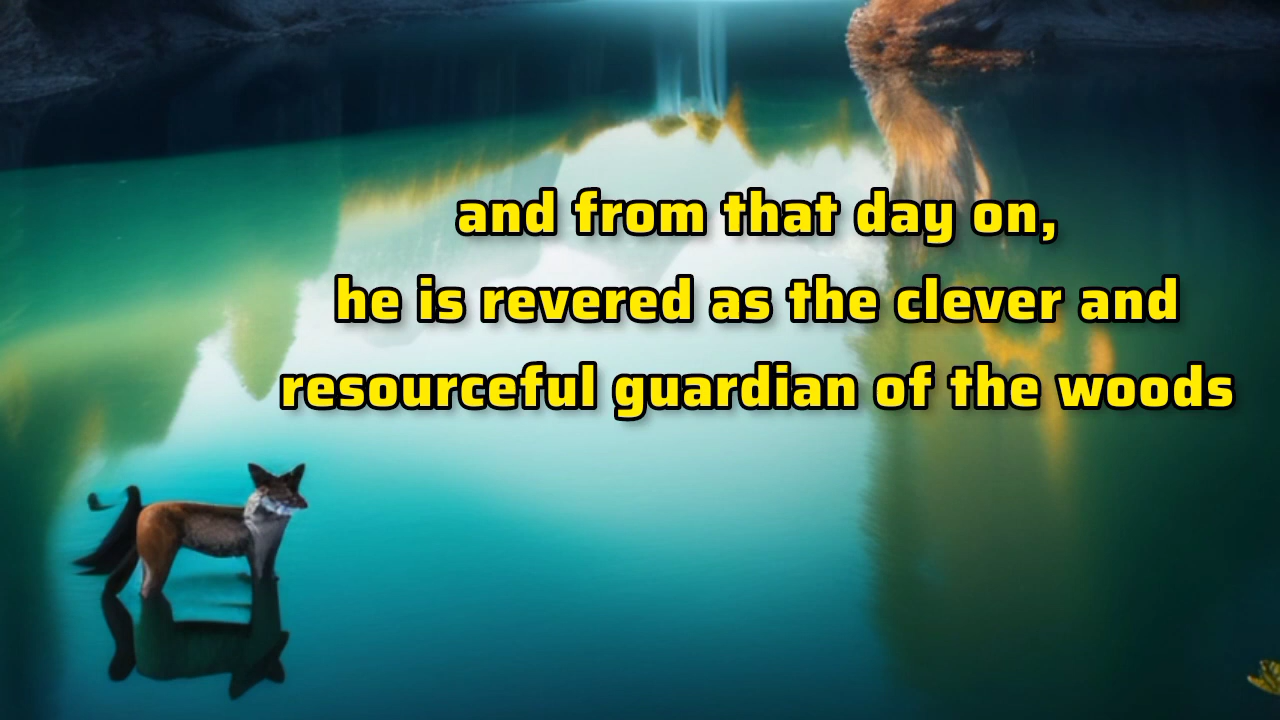 and from that day on,
he is revered as the clever and
resourceful guardian of the woods